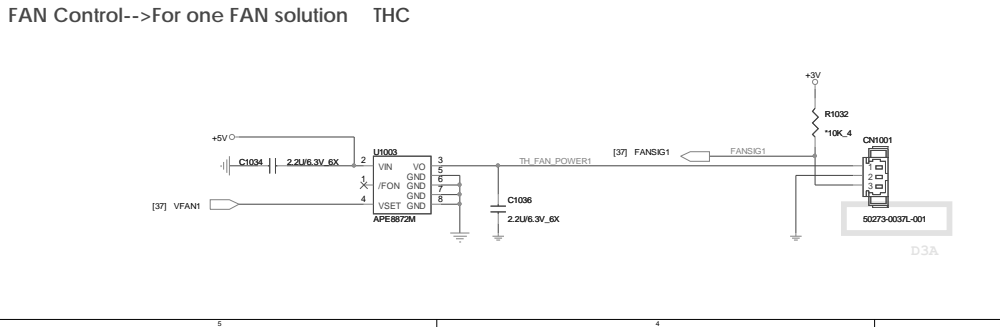 FAN Control-->For one FAN solution THC
+3V
R1032
*10K_4
CN1001
+5V
U1003
[37] FANSIG1
FANSIG1
C1034
2.2U/6.3V_6X
2
VIN
VO
3
TH_FAN_POWER1
1
GND
5
2
1
/FON
GND
6
3
GND
7
[37] VFAN1
4
VSET
GND
8
C1036
2.2U/6.3V_6X
APE8872M
50273-0037L-001
D3A
5
4